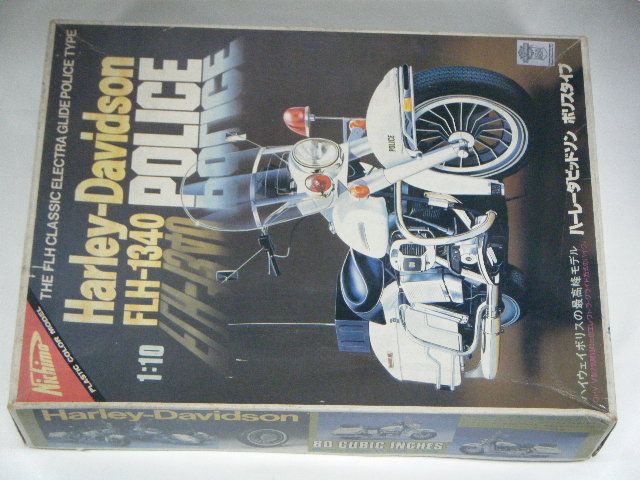 THE FLH CLASSIC ELECTRA GLIDE POLICE TYPE
Harley-Davidson
FLH-1340 POLICE
1:10
Nichimo
PLASTIC COLOR MODEL
POLICE
ハイウェイポリスの最高峰モデル
ハーレーダビッドソン ポリスタイプ
Harley-Davidson
80 CUBIC INCHES